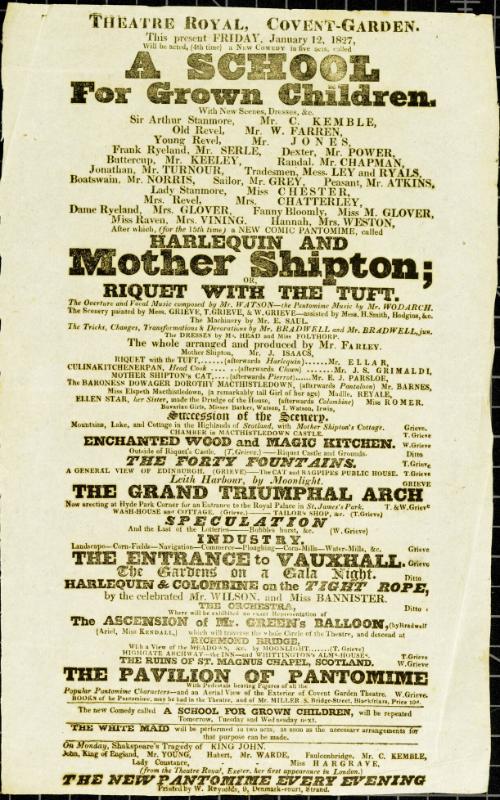 THEATRE ROYAL, COVENT-GARDEN.
This present FRIDAY, January 12, 1827,
Will be acted, (4th time) a NEW COMEDY in five acts, called
A SCHOOL
For Grown Children.
With New Scenes, Dresses, &c.
Sir Arthur Stanmore, Mr. C. KEMBLE,
Old Revel, Mr. W. FARREN,
Young Revel, Mr. JONES,
Frank Ryeland, Mr. SERLE, Dexter, Mr. POWER,
Buttercup, Mr. KEELEY, Randal, Mr. CHAPMAN,
Jonathan, Mr. TURNOUR, Tradesmen, Mess. LEY and RYALS,
Boatswain, Mr. NORRIS, Sailor, Mr. GREY, Peasant, Mr. ATKINS,
Lady Stanmore, Miss CHESTER,
Mrs. Revel, Mrs. CHATTERLEY,
Dame Ryeland, Mrs. GLOVER, Fanny Bloomly, Miss M. GLOVER,
Miss Raven, Mrs. VINING, Hannah, Mrs. WESTON,
After which, (for the 15th time) a NEW COMIC PANTOMIME, called
HARLEQUIN AND
Mother Shipton;
OR,
RIQUET WITH THE TUFT.
The Overture and Vocal Music composed by Mr. WATSON—the Pantomime Music by Mr. WODARCH.
The Scenery painted by Mess. GRIEVE, T. GRIEVE, & W. GRIEVE—assisted by Mess. H. Smith, Hodgins, &c.
The Machinery by Mr. E. SAUL.
The Tricks, Changes, Transformations & Decorations by Mr. BRADWELL and Mr. BRADWELL, jun.
The DRESSES by Mr. HEAD and Miss FOLTHORP.
The whole arranged and produced by Mr. FARLEY.
Mother Shipton, Mr. J. ISAACS,
RIQUET with the TUFT, .... (afterwards Harlequin) ...... Mr. ELLAR,
CULINAKITCHENERPAN, Head Cook .... (afterwards Clown) ...... Mr. J. S. GRIMALDI,
MOTHER SHIPTON'S CAT, .... (afterwards Pierrot) ..... Mr. E. J. PARSLOE,
The BARONESS DOWAGER DOROTHY MACTHISTLEDOWN, (afterwards Pantaloon) Mr. BARNES,
Miss Elspeth Macthistledown, (a remarkably tall Girl of her age) Madlle. REYALE,
ELLEN STAR, her Sister, made the Drudge of the House, (afterwards Colombine) Miss ROMER.
Bavarian Girls, Misses Barker, Watson, I. Watson, Irwin,
Succession of the Scenery.
Mountains, Lake, and Cottage in the Highlands of Scotland, with Mother Shipton's Cottage. Grieve.
CHAMBER in MACTHISTLEDOWN CASTLE. T. Grieve
ENCHANTED WOOD and MAGIC KITCHEN. W. Grieve
Outside of Riquet's Castle. (T. Grieve.) — Riquet Castle and Grounds. Ditto
THE FORTY FOUNTAINS. T. Grieve
A GENERAL VIEW OF EDINBURGH. (GRIEVE)—The CAT and BAGPIPES PUBLIC HOUSE. T. Grieve
Leith Harbour, by Moonlight. GRIEVE
THE GRAND TRIUMPHAL ARCH
Now erecting at Hyde Park Corner for an Entrance to the Royal Palace in St. James's Park. T. & W. Grieve
WASH-HOUSE and COTTAGE. (Grieve.) — TAILOR'S SHOP, &c. (T. Grieve)
SPECULATION
And the Last of the Lotteries—Bubbles burst, &c. (W. Grieve)
INDUSTRY.
Landscape—Corn-Fields—Navigation—Commerce—Ploughing—Corn-Mills—Water-Mills, &c. Grieve
THE ENTRANCE to VAUXHALL. Grieve
The Gardens on a Gala Night. Ditto
HARLEQUIN & COLOMBINE on the TIGHT ROPE,
by the celebrated Mr. WILSON, and Miss BANNISTER.
THE ORCHESTRA, Ditto
Where will be exhibited an exact Representation of
The ASCENSION of Mr. GREEN'S BALLOON, (by Bradwell
(Ariel, Miss KENDALL,) which will traverse the whole Circle of the Theatre, and descend at
RICHMOND BRIDGE,
With a View of the MEADOWS, &c. by MOONLIGHT ...... (T. Grieve)
HIGHGATE ARCHWAY—the INN—and WHITTINGTON'S ALMS-HOUSES. T. Grieve
THE RUINS OF ST. MAGNUS CHAPEL, SCOTLAND. W. Grieve
THE PAVILION OF PANTOMIME
With Pedestals bearing Figures of all the
Popular Pantomime Characters—and an Aerial View of the Exterior of Covent Garden Theatre. W. Grieve.
BOOKS of the Pantomime, may be had in the Theatre, and of Mr. MILLER 5, Bridge-Street, Blackfriars, Price 10d.
The new Comedy called A SCHOOL FOR GROWN CHILDREN, will be repeated
Tomorrow, Tuesday and Wednesday next.
THE WHITE MAID will be performed in two acts, as soon as the necessary arrangements for
that purpose can be made.
On Monday, Shakspeare's Tragedy of KING JOHN.
John, King of England, Mr. YOUNG, Hubert, Mr. WARDE, Faulconbridge, Mr. C. KEMBLE,
Lady Constance, Miss HARGRAVE,
(from the Theatre Royal, Exeter, her first appearance in London.)
THE NEW PANTOMIME EVERY EVENING
Printed by W. Reynolds, 9, Denmark-court, Strand.